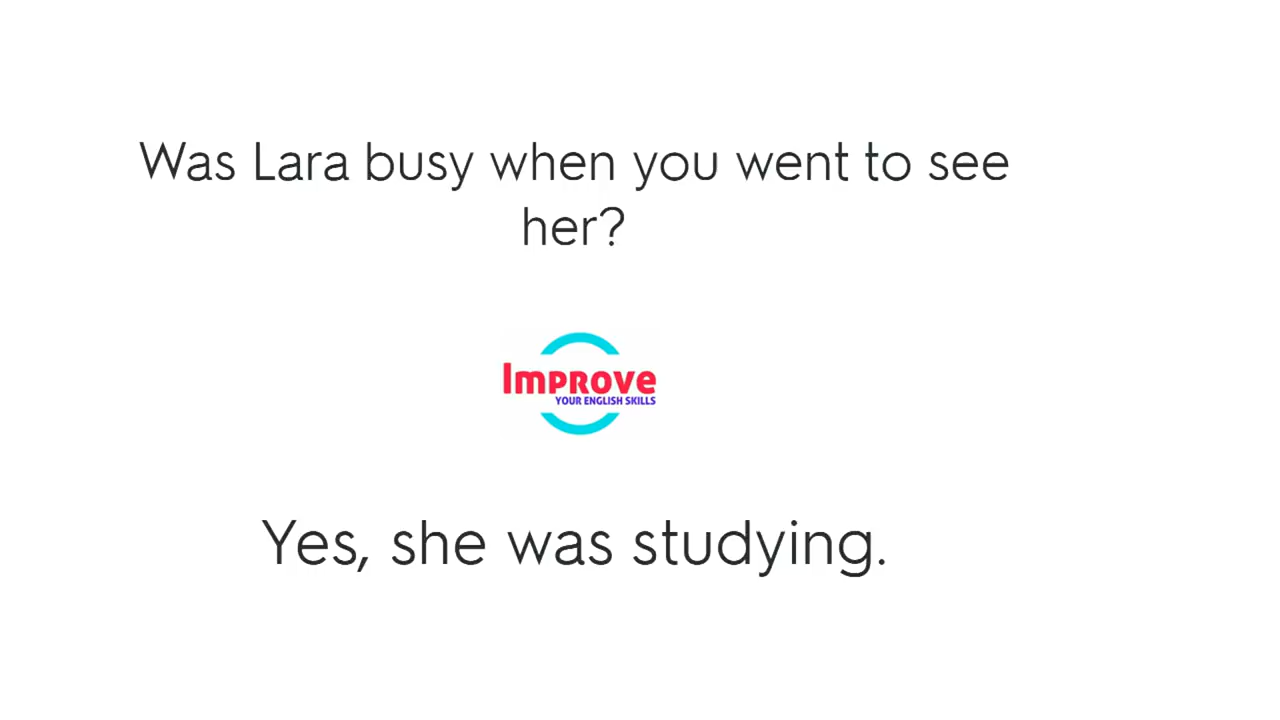 Was Lara busy when you went to see
her?
Improve
YOUR ENGLISH SKILLS
Yes, she was studying.